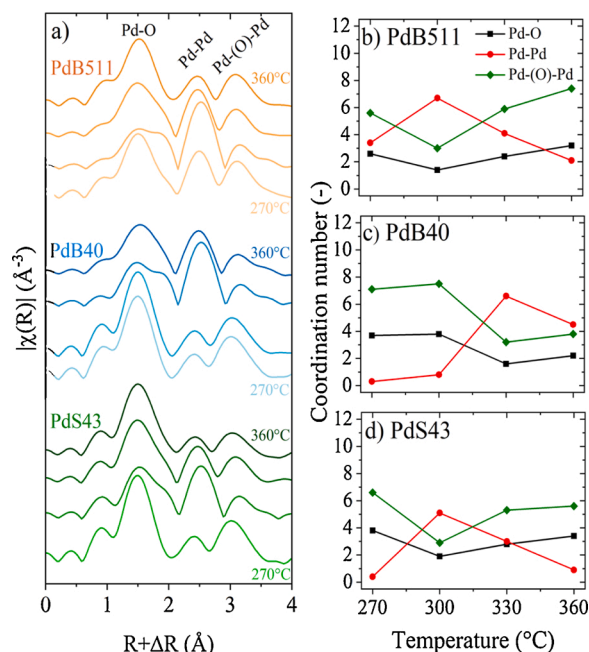 a)
Pd-O
Pd-Pd
Pd-(O)-Pd
PdB511
360°C
270°C
PdB40
360°C
270°C
PdS43
360°C
270°C
|χ(R)| (Å⁻³)
0 1 2 3 4
R+ΔR (Å)
b) PdB511
Pd-O
Pd-Pd
Pd-(O)-Pd
12
10
8
6
4
2
0
c) PdB40
12
10
8
6
4
2
0
d) PdS43
12
10
8
6
4
2
0
Coordination number (-)
270 300 330 360
Temperature (°C)